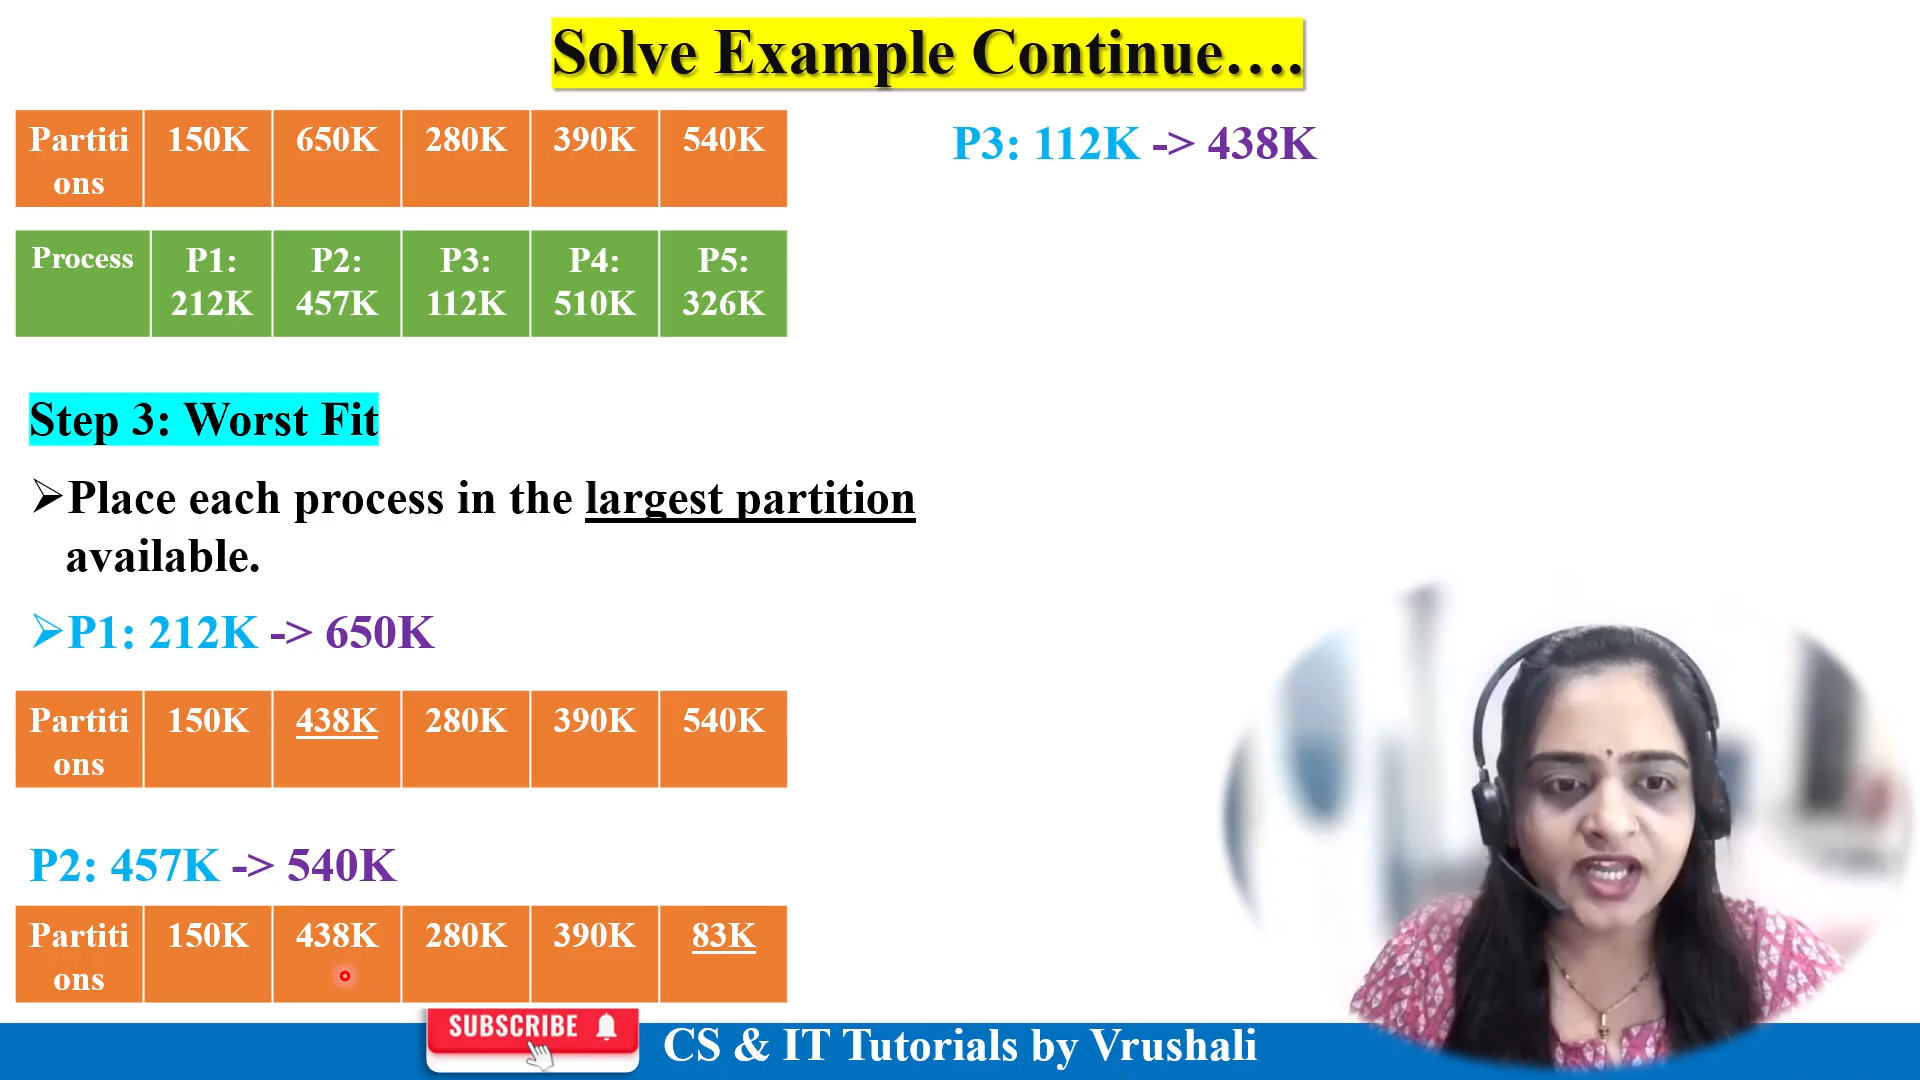 Solve Example Continue….
Partiti 150K 650K 280K 390K 540K
ons
P3: 112K -> 438K
Process P1: P2: P3: P4: P5:
212K 457K 112K 510K 326K
Step 3: Worst Fit
➢Place each process in the largest partition
available.
➢P1: 212K -> 650K
Partiti 150K 438K 280K 390K 540K
ons
P2: 457K -> 540K
Partiti 150K 438K 280K 390K 83K
ons
SUBSCRIBE
CS & IT Tutorials by Vrushali